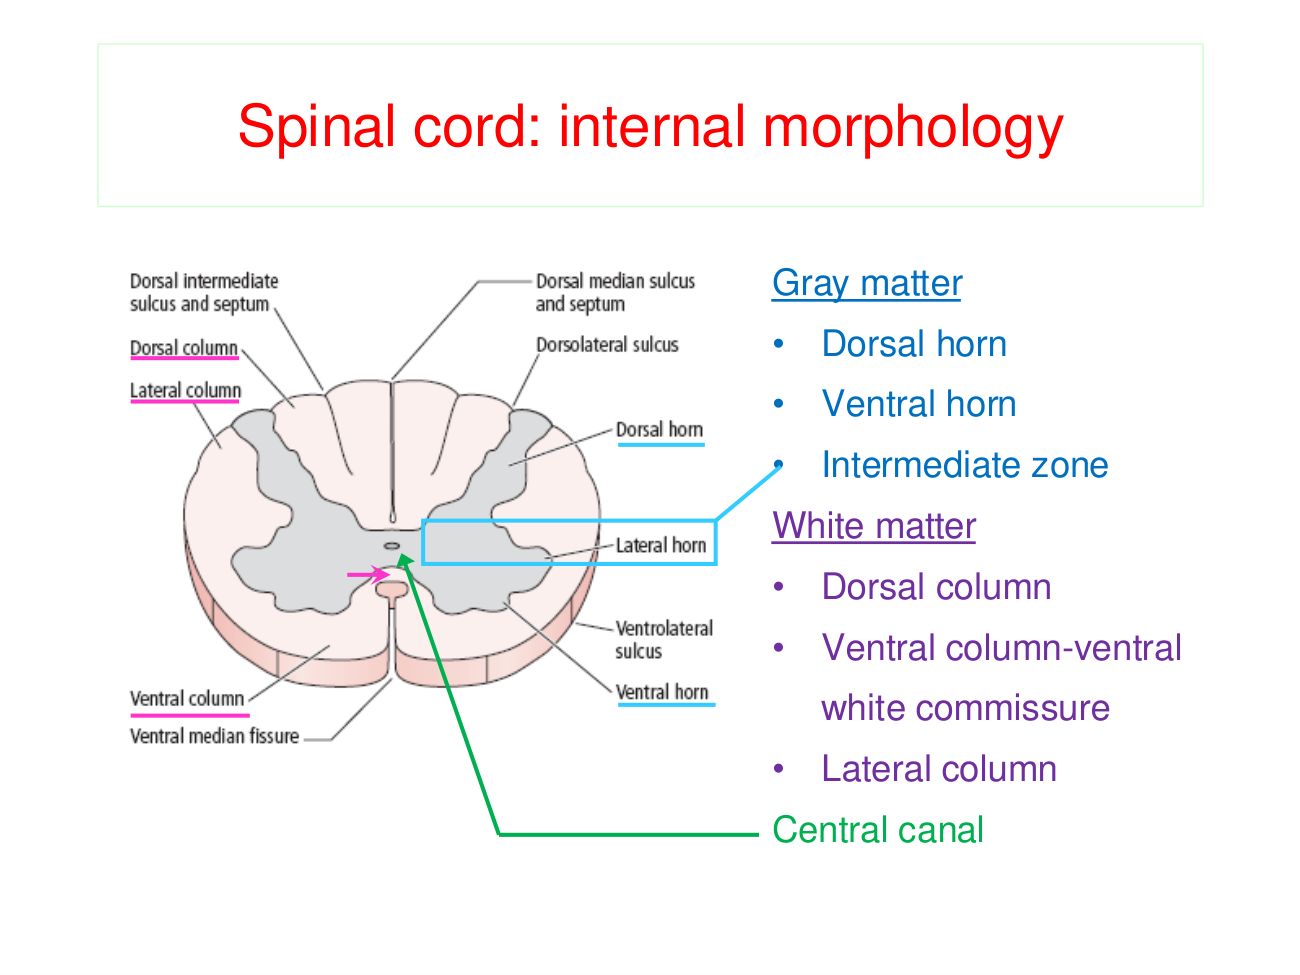 Spinal cord: internal morphology
Dorsal intermediate
sulcus and septum
Dorsal column
Lateral column
Dorsal median sulcus
and septum
Dorsolateral sulcus
Dorsal horn
Lateral horn
Ventrolateral
sulcus
Ventral horn
Ventral column
Ventral median fissure
Gray matter
• Dorsal horn
• Ventral horn
• Intermediate zone
White matter
• Dorsal column
• Ventral column-ventral
white commissure
• Lateral column
Central canal